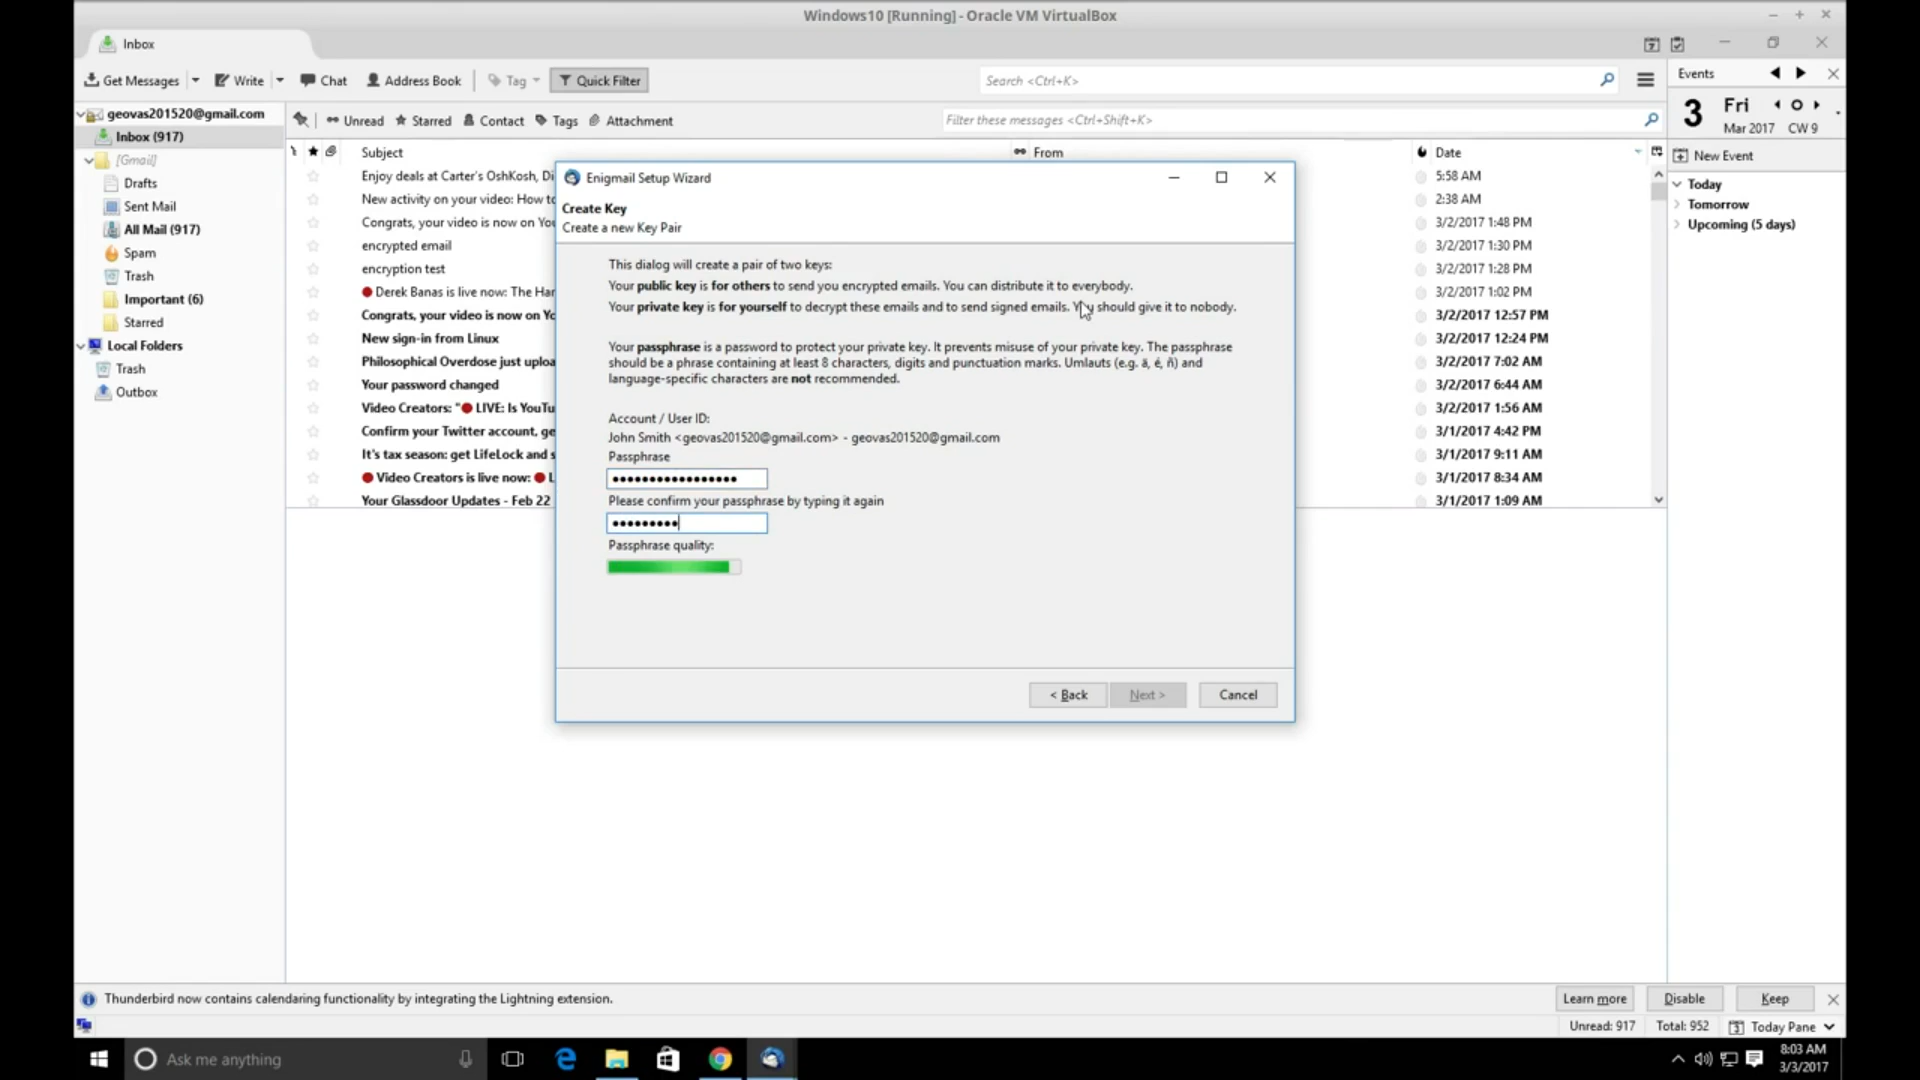 Windows10 [Running] - Oracle VM VirtualBox
Inbox
Get Messages
Write
Chat
Address Book
Tag
Quick Filter
Search <Ctrl+K>
Events
geovas201520@gmail.com
Inbox (917)
[Gmail]
Drafts
Sent Mail
All Mail (917)
Spam
Trash
Important (6)
Starred
Local Folders
Trash
Outbox
Unread
Starred
Contact
Tags
Attachment
Filter these messages <Ctrl+Shift+K>
3
Fri
Mar 2017 CW 9
New Event
Today
Tomorrow
Upcoming (5 days)
Subject
From
Date
Enjoy deals at Carter's OshKosh, Di
5:58 AM
New activity on your video: How to
2:38 AM
Congrats, your video is now on You
3/2/2017 1:48 PM
encrypted email
3/2/2017 1:30 PM
encryption test
3/2/2017 1:28 PM
Derek Banas is live now: The Har
3/2/2017 1:02 PM
Congrats, your video is now on Yo
3/2/2017 12:57 PM
New sign-in from Linux
3/2/2017 12:24 PM
Philosophical Overdose just uploa
3/2/2017 7:02 AM
Your password changed
3/2/2017 6:44 AM
Video Creators: "🔴 LIVE: Is YouTu
3/2/2017 1:56 AM
Confirm your Twitter account, ge
3/1/2017 4:42 PM
It's tax season: get LifeLock and s
3/1/2017 9:11 AM
Video Creators is live now: 🔴 L
3/1/2017 8:34 AM
Your Glassdoor Updates - Feb 22
3/1/2017 1:09 AM
Enigmail Setup Wizard
Create Key
Create a new Key Pair
This dialog will create a pair of two keys:
Your public key is for others to send you encrypted emails. You can distribute it to everybody.
Your private key is for yourself to decrypt these emails and to send signed emails. You should give it to nobody.
Your passphrase is a password to protect your private key. It prevents misuse of your private key. The passphrase
should be a phrase containing at least 8 characters, digits and punctuation marks. Umlauts (e.g. ä, é, ñ) and
language-specific characters are not recommended.
Account / User ID:
John Smith <geovas201520@gmail.com> - geovas201520@gmail.com
Passphrase
Please confirm your passphrase by typing it again
Passphrase quality:
< Back
Next >
Cancel
Thunderbird now contains calendaring functionality by integrating the Lightning extension.
Learn more
Disable
Keep
Unread: 917
Total: 952
Today Pane
Ask me anything
8:03 AM
3/3/2017